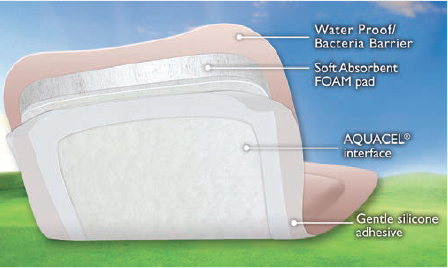 Water Proof/
Bacteria Barrier
Soft Absorbent
FOAM pad
AQUACEL®
interface
Gentle silicone
adhesive